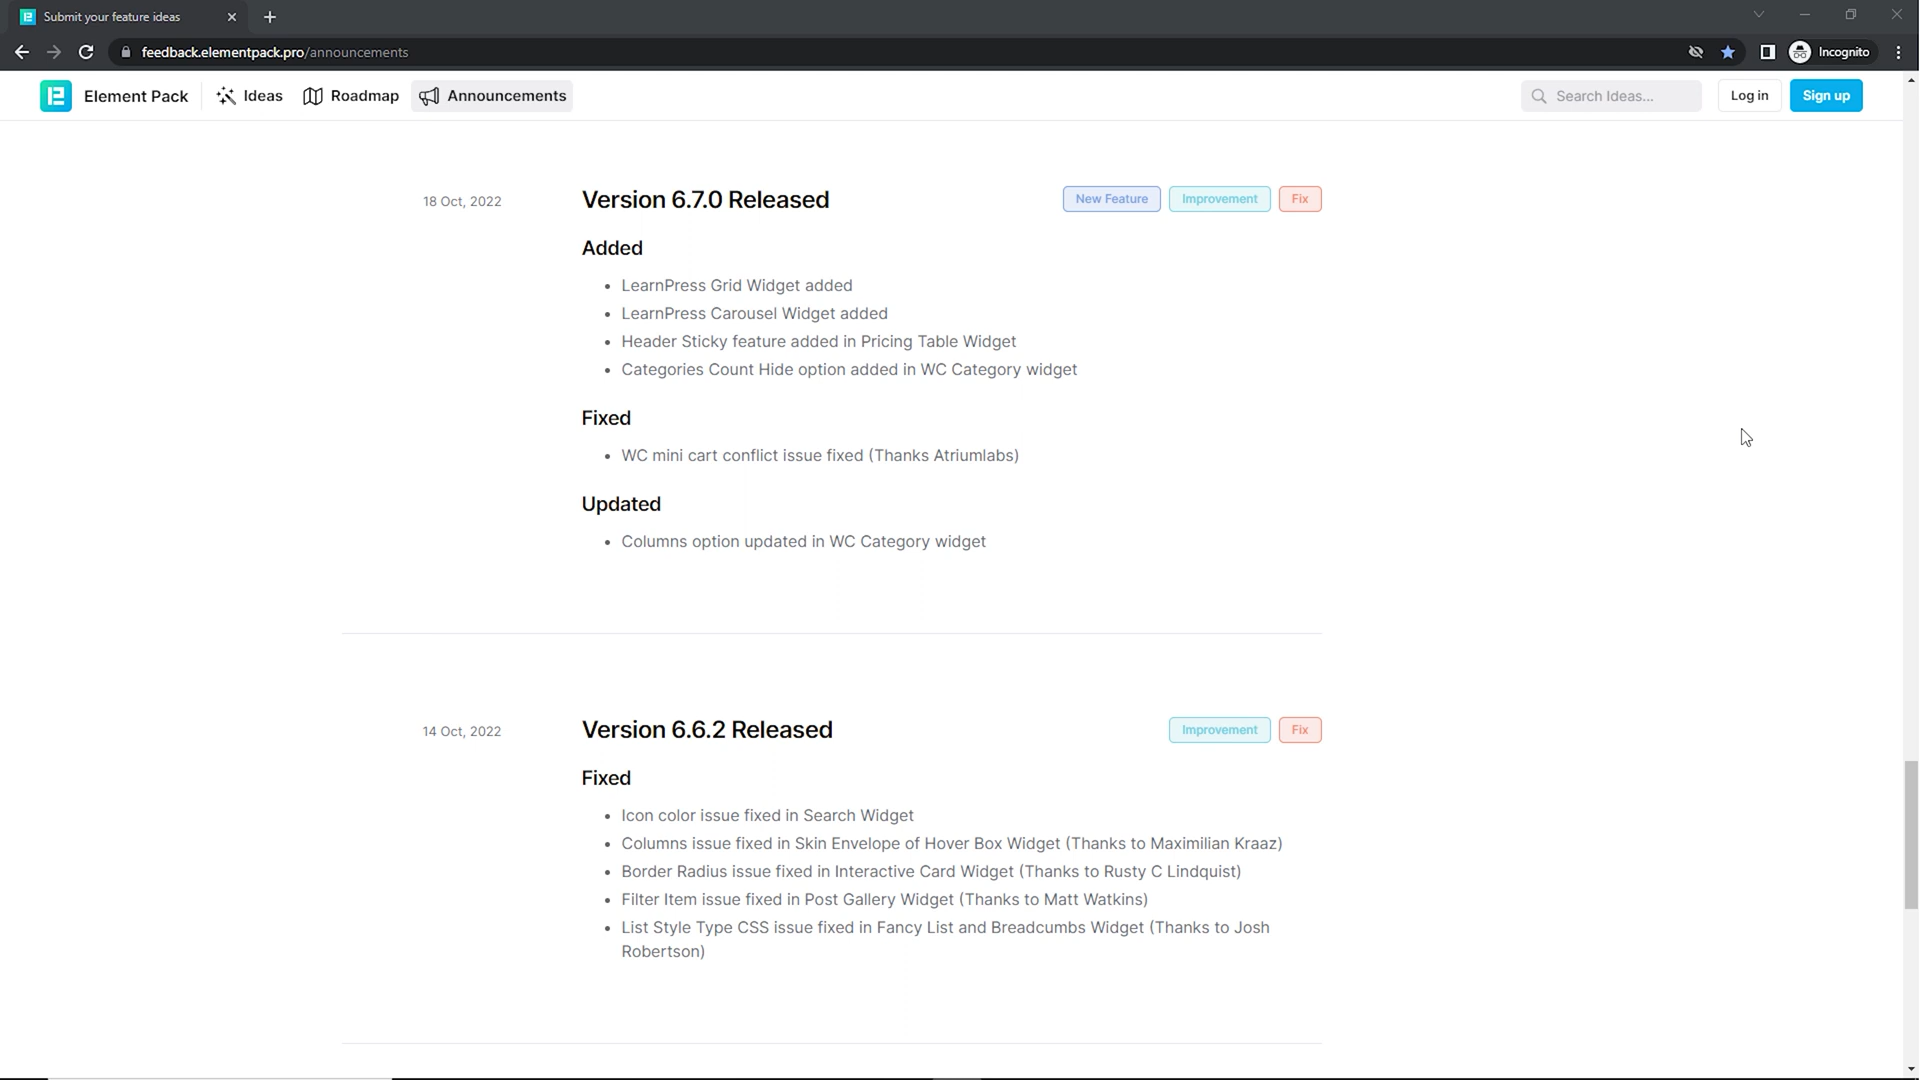 Submit your feature ideas
feedback.elementpack.pro/announcements
Incognito
Element Pack
Ideas
Roadmap
Announcements
Search Ideas...
Log in
Sign up
18 Oct, 2022
Version 6.7.0 Released
New Feature
Improvement
Fix
Added
• LearnPress Grid Widget added
• LearnPress Carousel Widget added
• Header Sticky feature added in Pricing Table Widget
• Categories Count Hide option added in WC Category widget
Fixed
• WC mini cart conflict issue fixed (Thanks Atriumlabs)
Updated
• Columns option updated in WC Category widget
14 Oct, 2022
Version 6.6.2 Released
Improvement
Fix
Fixed
• Icon color issue fixed in Search Widget
• Columns issue fixed in Skin Envelope of Hover Box Widget (Thanks to Maximilian Kraaz)
• Border Radius issue fixed in Interactive Card Widget (Thanks to Rusty C Lindquist)
• Filter Item issue fixed in Post Gallery Widget (Thanks to Matt Watkins)
• List Style Type CSS issue fixed in Fancy List and Breadcumbs Widget (Thanks to Josh
Robertson)